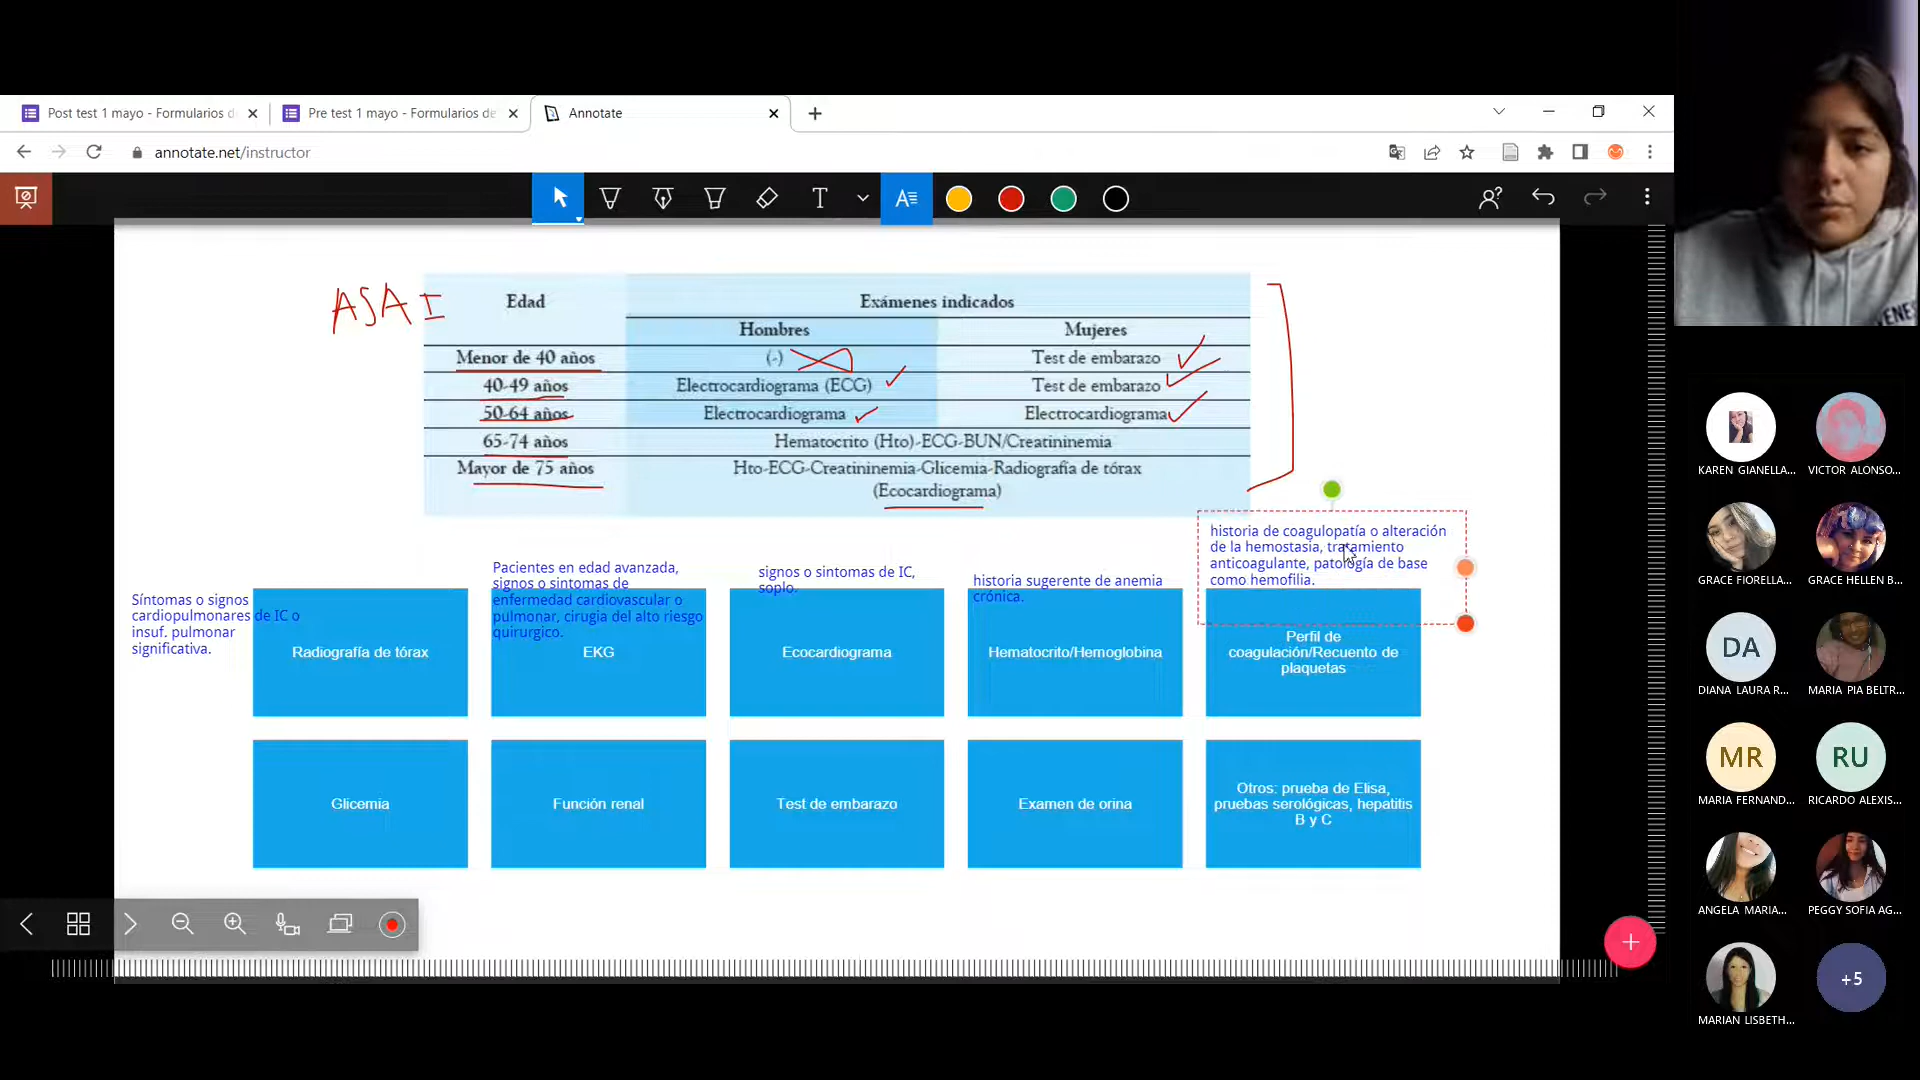 Post test 1 mayo - Formularios d
Pre test 1 mayo - Formularios de
Annotate
annotate.net/instructor
T
ASA I
Edad
Exámenes indicados
Hombres
Mujeres
Menor de 40 años
(-)
Test de embarazo
40-49 años
Electrocardiograma (ECG)
Test de embarazo
50-64 años
Electrocardiograma
Electrocardiograma
65-74 años
Hematocrito (Hto)-ECG-BUN/Creatininemia
Mayor de 75 años
Hto-ECG-Creatininemia-Glicemia-Radiografía de tórax
(Ecocardiograma)
Síntomas o signos
cardiopulmonares de IC o
insuf. pulmonar
significativa.
Radiografía de tórax
Pacientes en edad avanzada,
signos o sintomas de
enfermedad cardiovascular o
pulmonar, cirugia del alto riesgo
quirurgico.
EKG
signos o sintomas de IC,
soplo.
Ecocardiograma
historia sugerente de anemia
crónica.
Hematocrito/Hemoglobina
historia de coagulopatía o alteración
de la hemostasia, tratamiento
anticoagulante, patología de base
como hemofilia.
Perfil de
coagulación/Recuento de
plaquetas
Glicemia
Función renal
Test de embarazo
Examen de orina
Otros: prueba de Elisa,
pruebas serológicas, hepatitis
B y C
KAREN GIANELLA...
VICTOR ALONSO...
GRACE FIORELLA...
GRACE HELLEN B...
DA
DIANA LAURA R...
MARIA PIA BELTR...
MR
MARIA FERNAND...
RU
RICARDO ALEXIS...
ANGELA MARIA...
PEGGY SOFIA AG...
MARIAN LISBETH...
+5